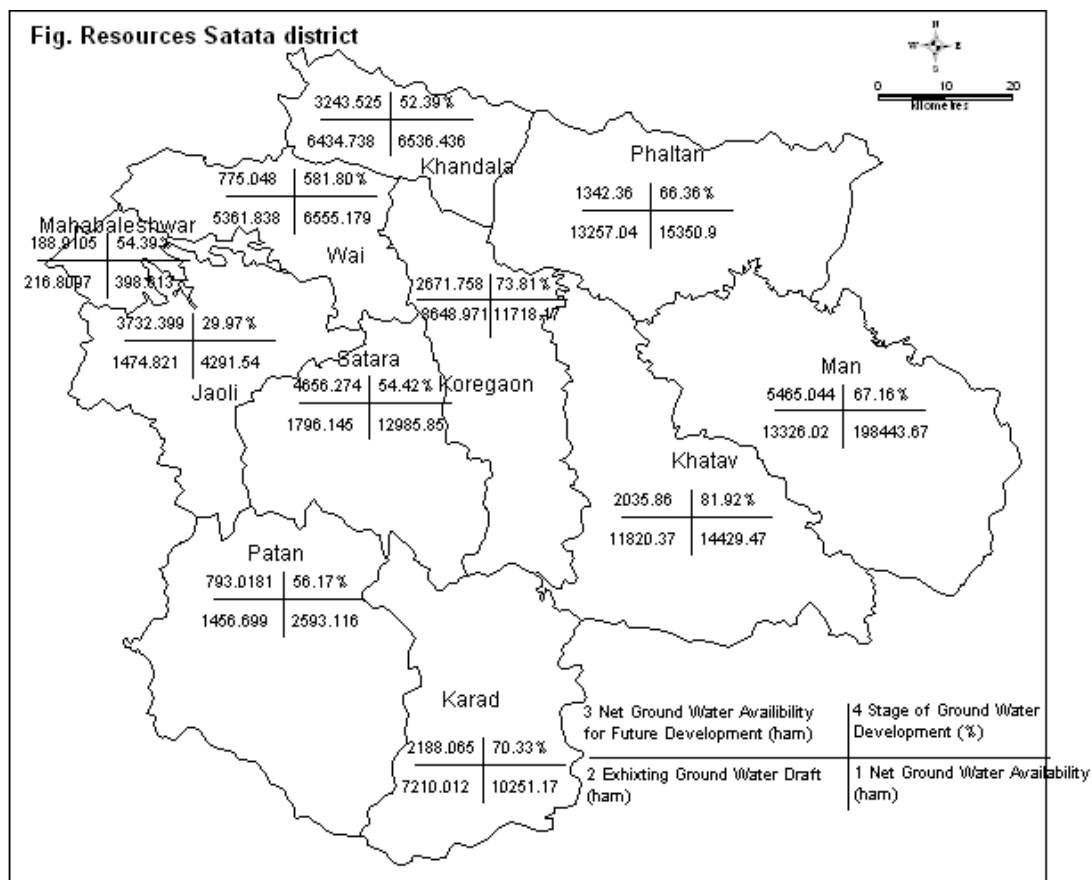 Fig. Resources Satata district
N
W E
S
0 10 20
kilometres
3243.525 52.39%
6434.738 6536.436
Khandala
Phaltan
1342.36 66.36%
13257.04 15350.9
775.048 581.80%
5361.838 6555.179
Wai
Mahabaleshwar
188.9105 54.39%
216.8097 398.613
2671.758 73.81%
8648.971 11718.17
Koregaon
3732.399 29.97%
1474.821 4291.54
Jaoli
Satara
4656.274 54.42%
1796.145 12985.85
Man
5465.044 67.16%
13326.02 198443.67
Khatav
2035.86 81.92%
11820.37 14429.47
Patan
793.0181 56.17%
1456.699 2593.116
Karad
2188.065 70.33%
7210.012 10251.17
3 Net Ground Water Availibility
for Future Development (ham)
4 Stage of Ground Water
Development (%)
2 Exhixting Ground Water Draft
(ham)
1 Net Ground Water Availability
(ham)